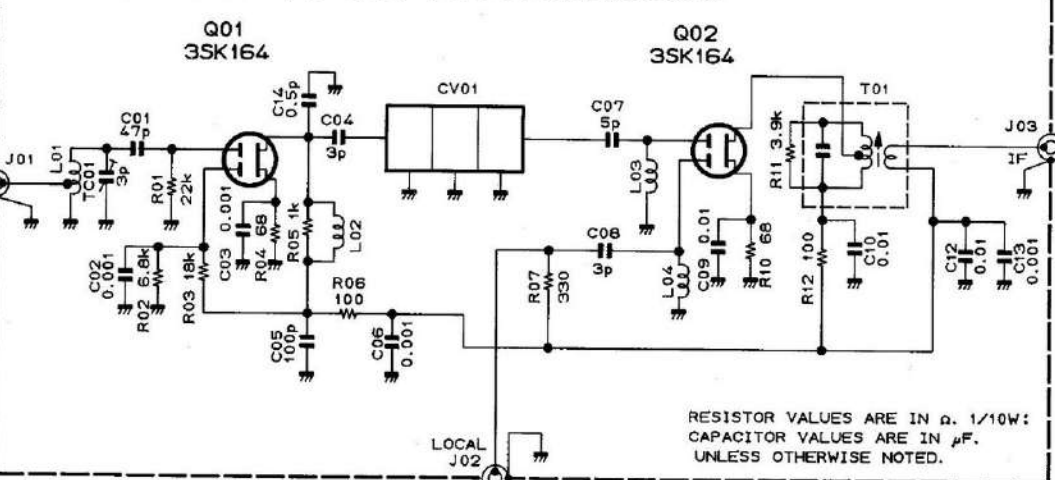 Q01
3SK164
Q02
3SK164
C14
0.5p
CV01
C04
3p
C07
5p
T01
J01
L01
TC01
3p
C01
47p
R01
22k
C02
0.001
R02
6.8k
R03
18k
C03
0.001
R04
68
R05
1k
L02
R06
100
C05
100p
C06
0.001
L03
C08
3p
R07
330
L04
C09
0.01
R10
68
R11
3.9k
R12
100
C10
0.01
C12
0.01
C13
0.001
J03
IF
LOCAL
J02
RESISTOR VALUES ARE IN Ω. 1/10W:
CAPACITOR VALUES ARE IN µF.
UNLESS OTHERWISE NOTED.